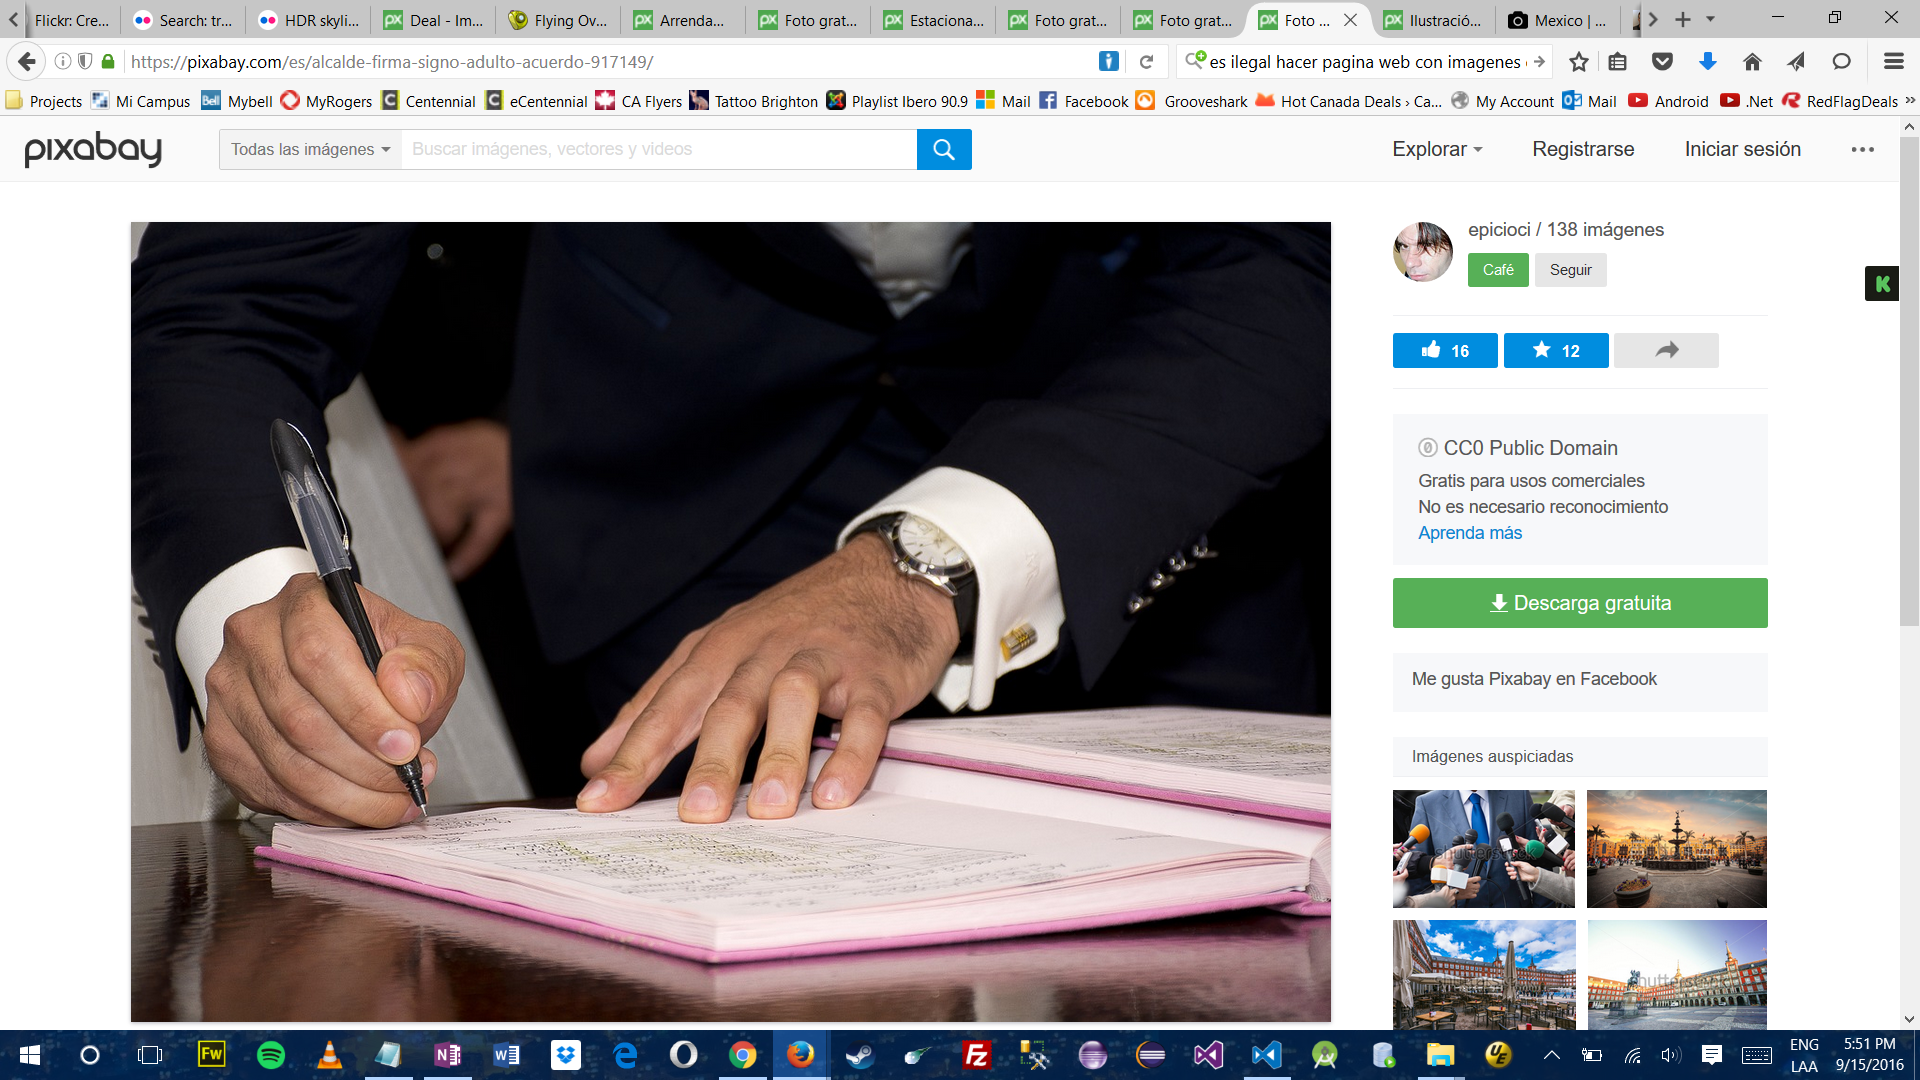 Flickr: Cre...
Search: tr...
HDR skyli...
Deal - Im...
Flying Ov...
Arrenda...
Foto grat...
Estaciona...
Foto grat...
Foto grat...
Foto ...
Ilustració...
Mexico | ...
https://pixabay.com/es/alcalde-firma-signo-adulto-acuerdo-917149/
es ilegal hacer pagina web con imagenes
Projects
Mi Campus
Bell Mybell
MyRogers
Centennial
eCentennial
CA Flyers
Tattoo Brighton
Playlist Ibero 90.9
Mail
Facebook
Grooveshark
Hot Canada Deals › Ca...
My Account
Mail
Android
.Net
RedFlagDeals
pixabay
Todas las imágenes
Buscar imágenes, vectores y videos
Explorar
Registrarse
Iniciar sesión
epicioci / 138 imágenes
Café
Seguir
K
16
12
CC0 Public Domain
Gratis para usos comerciales
No es necesario reconocimiento
Aprenda más
Descarga gratuita
Me gusta Pixabay en Facebook
Imágenes auspiciadas
Fw
ENG
LAA
5:51 PM
9/15/2016